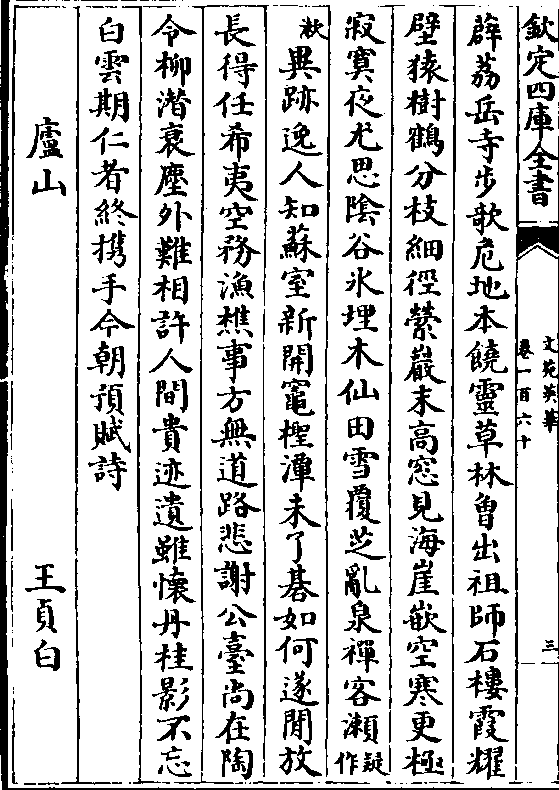 欽定四庫全書
文苑英華
卷一百六十
三
薜荔岳寺步歌危地本饒靈草林曾出祖師石樓霞耀
壁猿樹鶴分枝細徑縈巖末高窓見海崖嵌空寒更極
寂寞夜尤思陰谷氷埋木仙田雪覆芝亂泉禪客瀬疑作
漱異跡逸人知蘇室新開竈檉潭未了碁如何遂閒放
長得任希夷空務漁樵事方無道路悲謝公臺尚在陶
令柳潜衰塵外難相許人間貴迹遺雖懷丹桂影不忘
白雲期仁者終携手今朝預賦詩
廬山
王貞白